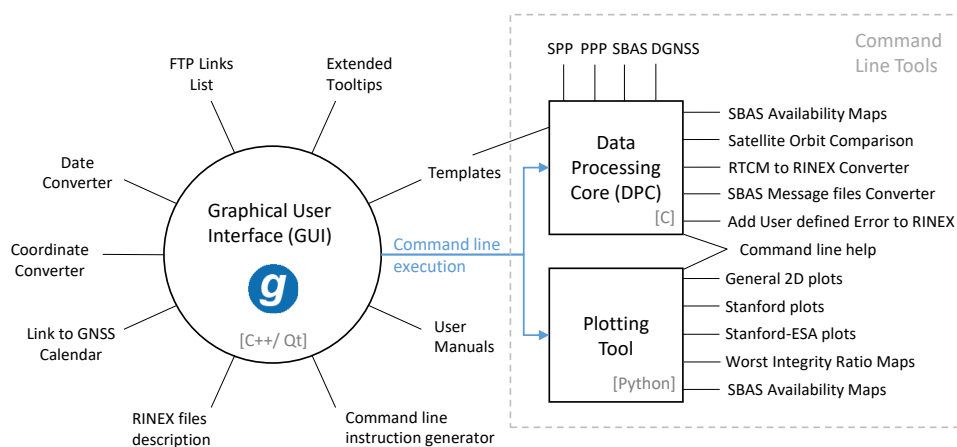 Command
Line Tools
SPP PPP SBAS DGNSS
FTP Links
List
Extended
Tooltips
Date
Converter
Templates
Coordinate
Converter
Link to GNSS
Calendar
RINEX files
description
Command line
instruction generator
User
Manuals
Graphical User
Interface (GUI)
g
[C++/ Qt]
Command line
execution
Data
Processing
Core (DPC)
[C]
SBAS Availability Maps
Satellite Orbit Comparison
RTCM to RINEX Converter
SBAS Message files Converter
Add User defined Error to RINEX
Command line help
Plotting
Tool
[Python]
General 2D plots
Stanford plots
Stanford-ESA plots
Worst Integrity Ratio Maps
SBAS Availability Maps